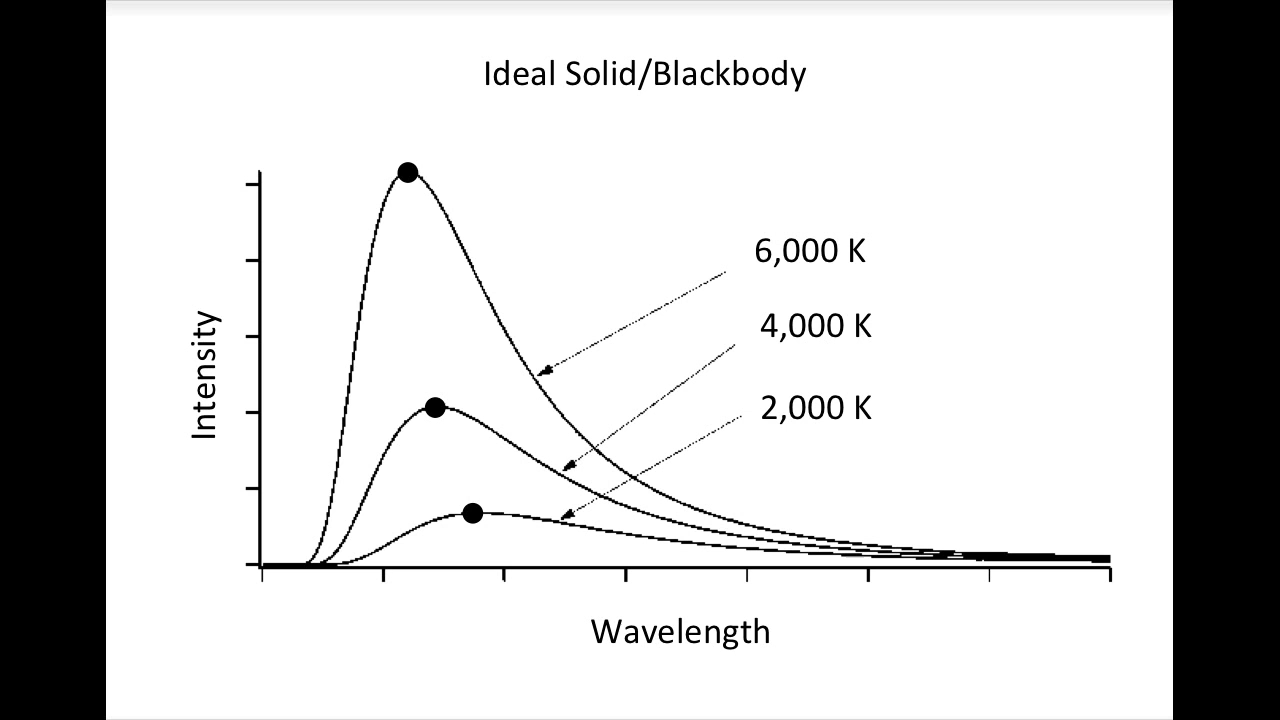 Ideal Solid/Blackbody
6,000 K
4,000 K
2,000 K
Intensity
Wavelength